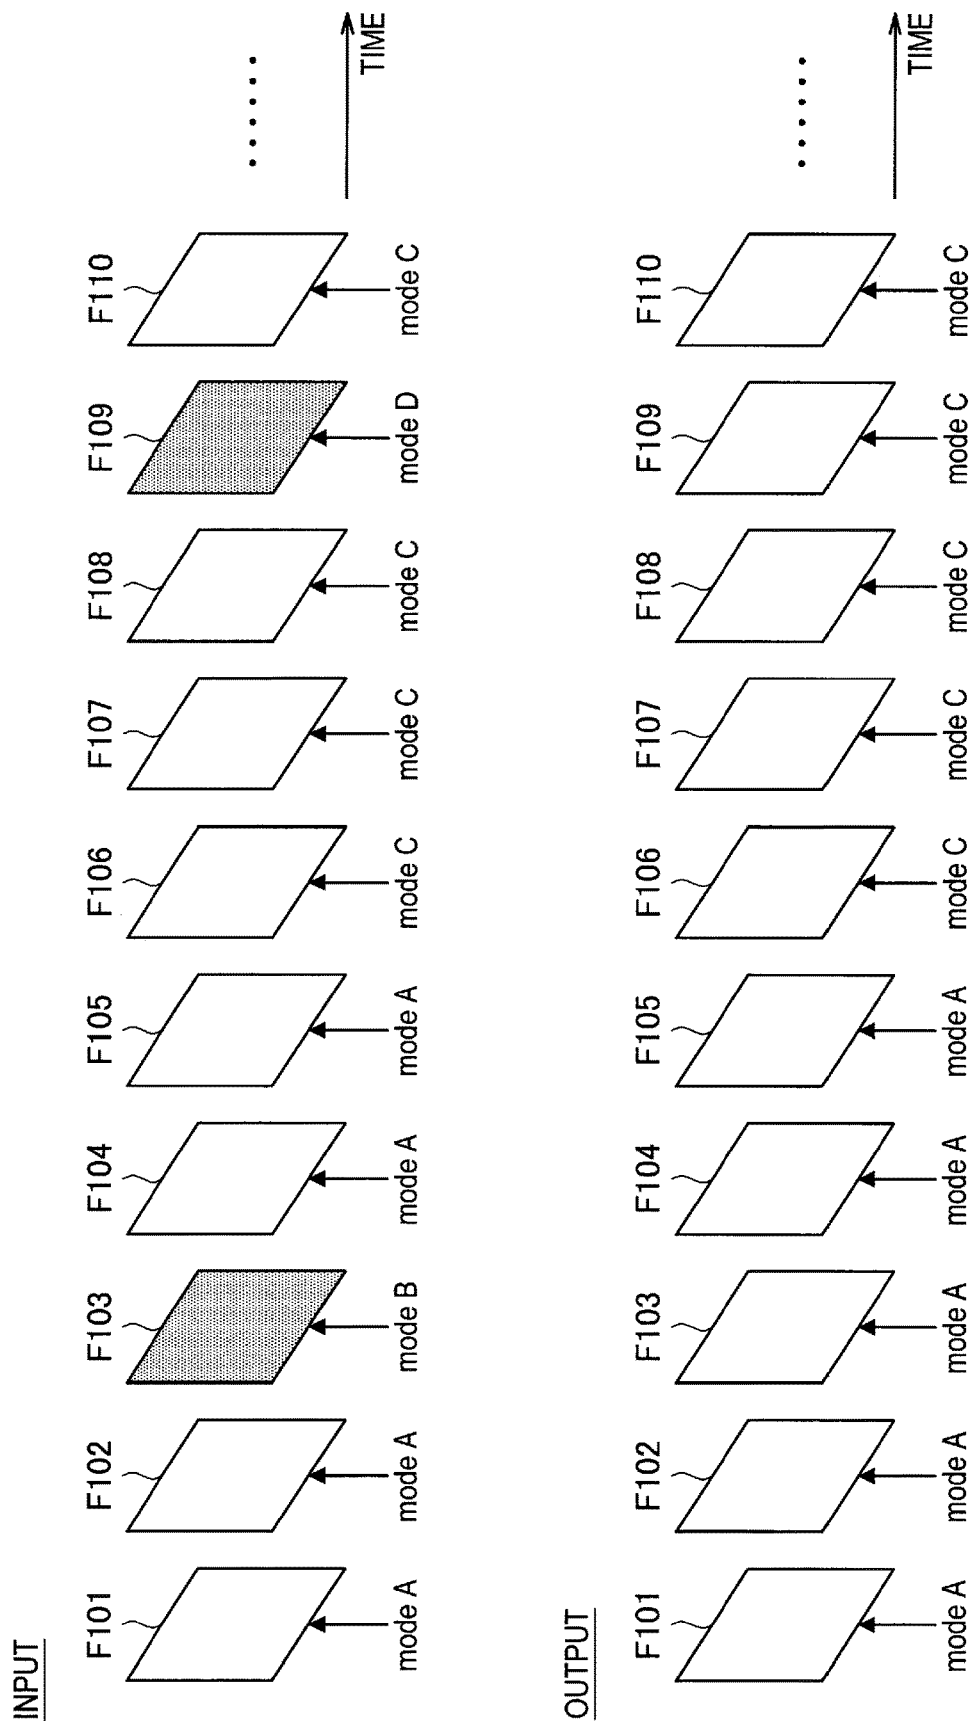 INPUT
F101 F102 F103 F104 F105 F106 F107 F108 F109 F110
mode A mode A mode B mode A mode A mode C mode C mode C mode D mode C
TIME
OUTPUT
F101 F102 F103 F104 F105 F106 F107 F108 F109 F110
mode A mode A mode A mode A mode A mode C mode C mode C mode C mode C
TIME